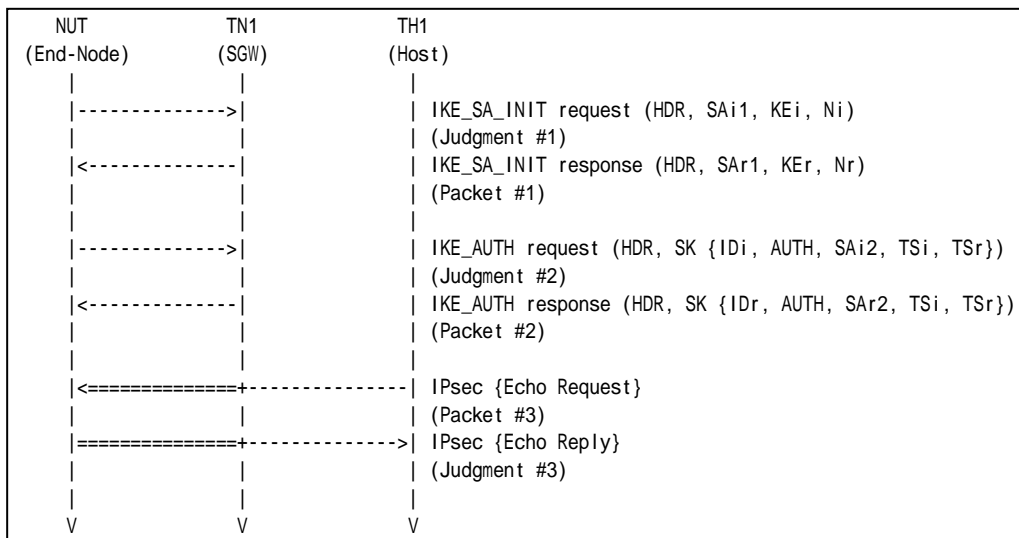 NUT TN1 TH1
(End-Node) (SGW) (Host)
| | |
|-------------->| | IKE_SA_INIT request (HDR, SAi1, KEi, Ni)
| | | (Judgment #1)
|<--------------| | IKE_SA_INIT response (HDR, SAr1, KEr, Nr)
| | | (Packet #1)
| | |
|-------------->| | IKE_AUTH request (HDR, SK {IDi, AUTH, SAi2, TSi, TSr})
| | | (Judgment #2)
|<--------------| | IKE_AUTH response (HDR, SK {IDr, AUTH, SAr2, TSi, TSr})
| | | (Packet #2)
| | |
|<==============+---------------| IPsec {Echo Request}
| | | (Packet #3)
|===============+-------------->| IPsec {Echo Reply}
| | | (Judgment #3)
| | |
V V V